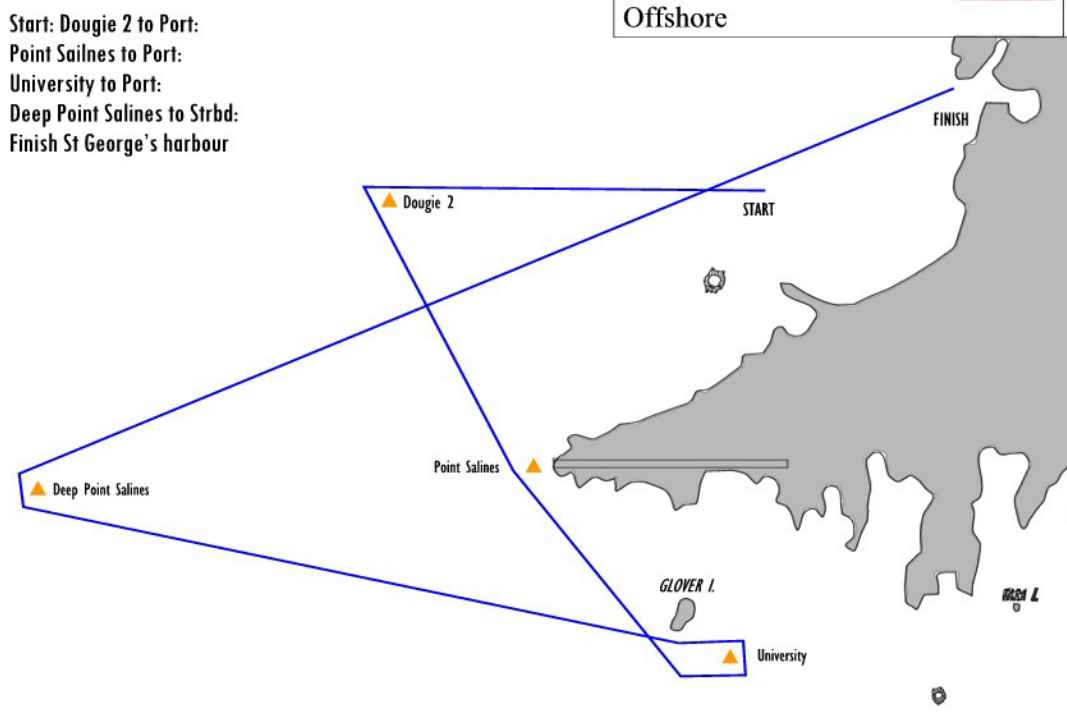 Offshore
Start: Dougie 2 to Port:
Point Sailnes to Port:
University to Port:
Deep Point Salines to Strbd:
Finish St George's harbour
FINISH
Dougie 2
START
Point Salines
Deep Point Salines
GLOVER I.
University